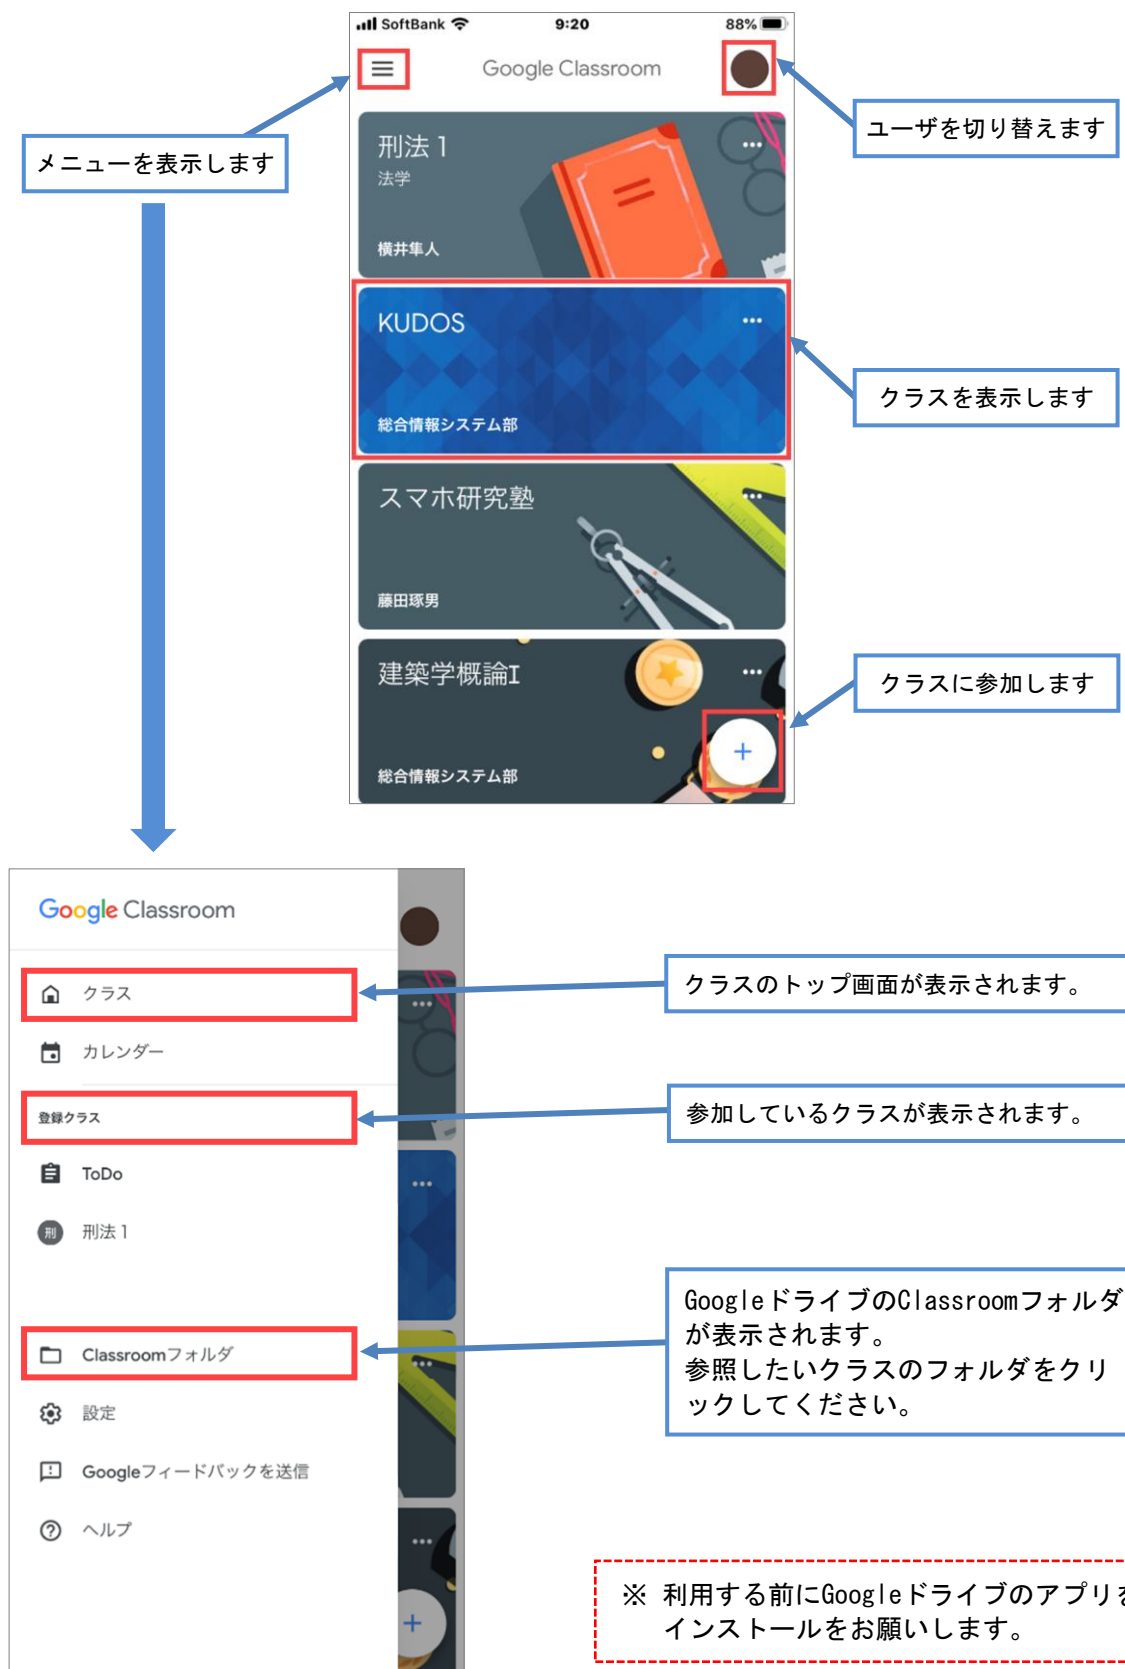 SoftBank 9:20 88%
Google Classroom
メニューを表示します
ユーザを切り替えます
刑法 1
法学
横井隼人
KUDOS
総合情報システム部
クラスを表示します
スマホ研究塾
藤田琢男
建築学概論I
総合情報システム部
クラスに参加します
Google Classroom
クラス
クラスのトップ画面が表示されます。
カレンダー
登録クラス
参加しているクラスが表示されます。
ToDo
刑 刑法 1
Classroomフォルダ
GoogleドライブのClassroomフォルダ
が表示されます。
参照したいクラスのフォルダをクリ
ックしてください。
設定
Googleフィードバックを送信
ヘルプ
※ 利用する前にGoogleドライブのアプリを
インストールをお願いします。